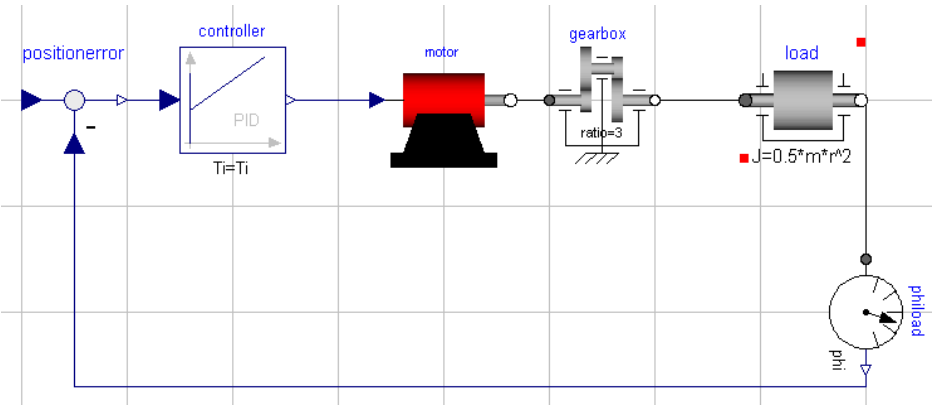 positionerror
controller
PID
Ti=Ti
motor
gearbox
ratio=3
load
J=0.5*m*r^2
phiload
phi
-